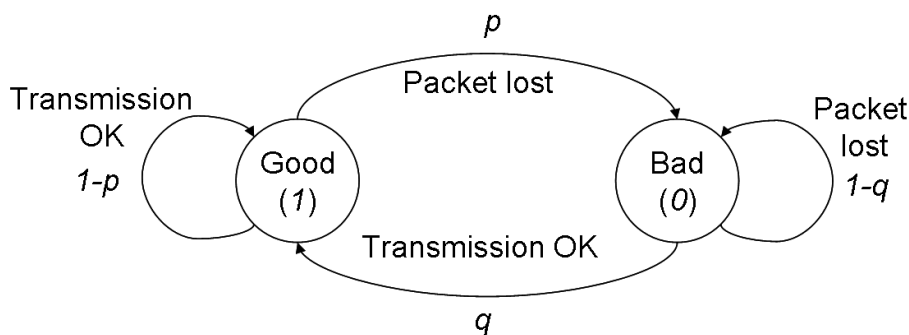 p
Packet lost
Transmission
OK
1-p
Good
(1)
Bad
(0)
Packet
lost
1-q
Transmission OK
q